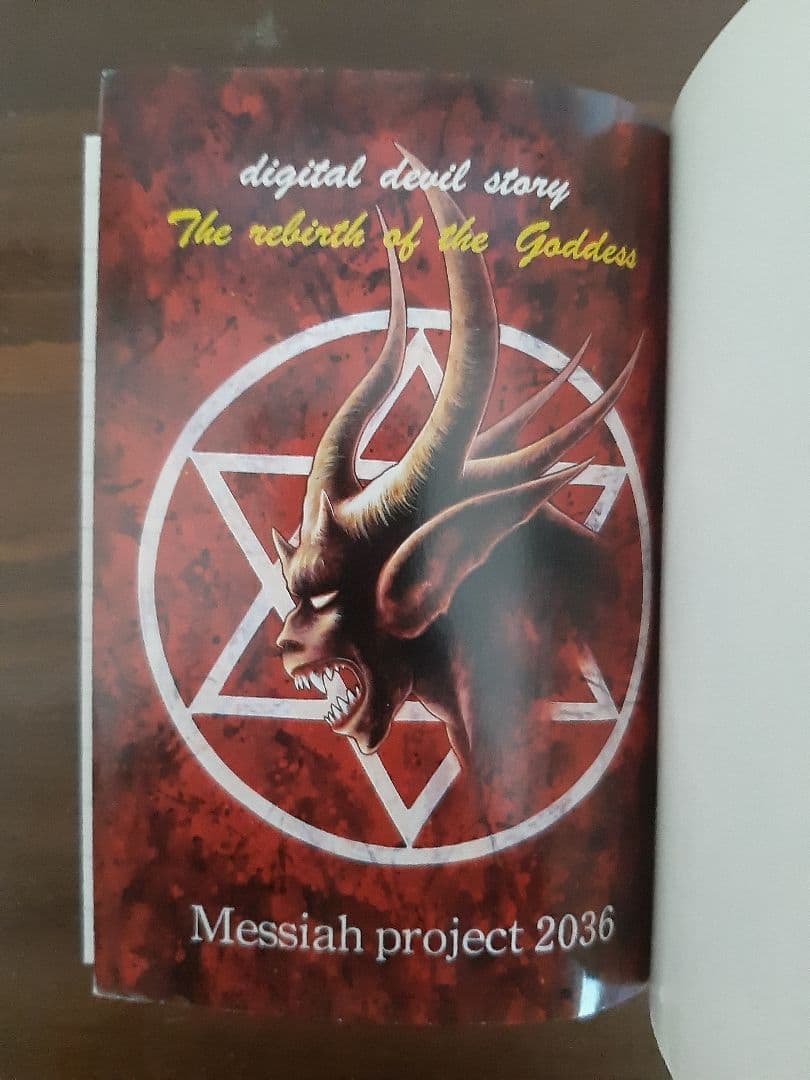 digital devil story
The rebirth of the Goddess
Messiah project 2036